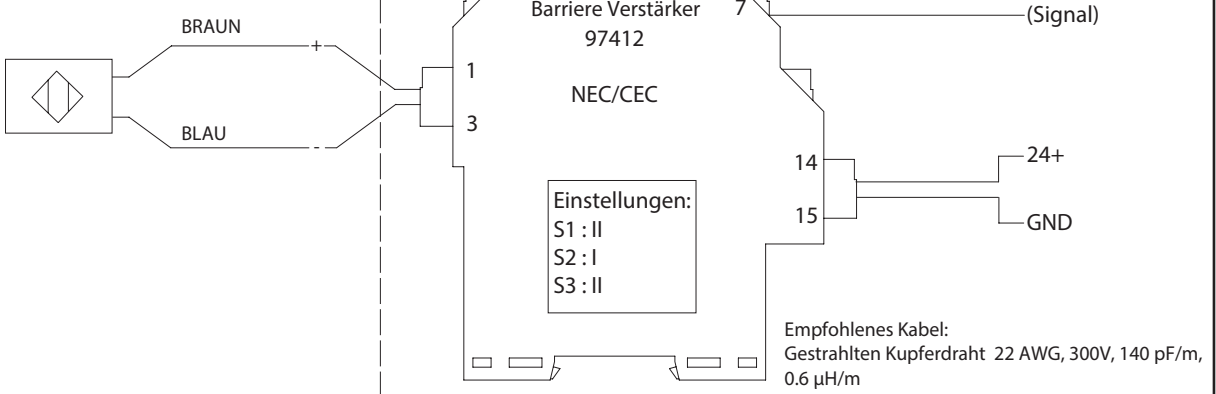 Barriere Verstärker
97412
7
(Signal)
BRAUN
+
1
NEC/CEC
3
BLAU
-
14
24+
15
GND
Einstellungen:
S1 : II
S2 : I
S3 : II
Empfohlenes Kabel:
Gestrahlten Kupferdraht 22 AWG, 300V, 140 pF/m,
0.6 µH/m